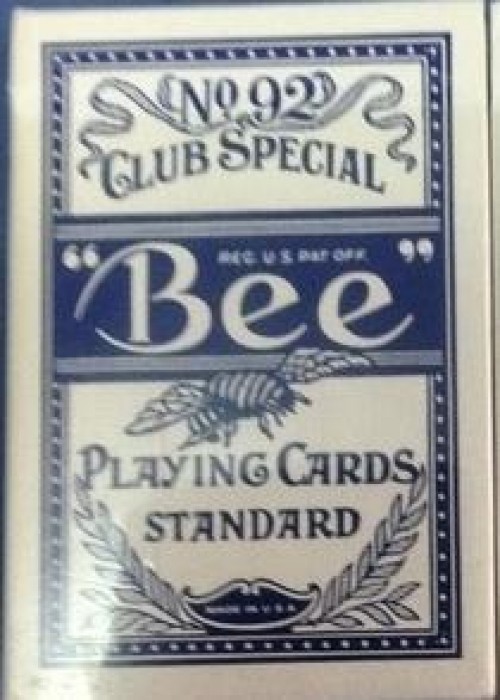 No. 92
CLUB SPECIAL
REG. U.S. PAT. OFF.
"Bee"
PLAYING CARDS
STANDARD
MADE IN U.S.A.